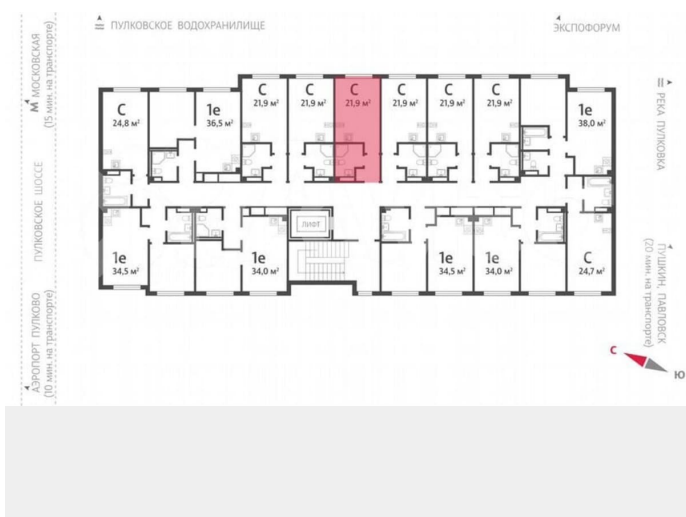 ПУЛКОВСКОЕ ВОДОХРАНИЛИЩЕ
ЭКСПОФОРУМ
М МОСКОВСКАЯ
(15 мин. на транспорте)
ПУЛКОВСКОЕ ШОССЕ
АЭРОПОРТ ПУЛКОВО
(10 мин. на транспорте)
С
24,8 м²
1е
36,5 м²
С
21,9 м²
С
21,9 м²
С
21,9 м²
С
21,9 м²
С
21,9 м²
С
21,9 м²
1е
38,0 м²
РЕКА ПУЛКОВКА
ЛИФТ
1е
34,5 м²
1е
34,0 м²
1е
34,5 м²
1е
34,0 м²
С
24,7 м²
ПУШКИН, ПАВЛОВСК
(20 мин. на транспорте)
С
Ю